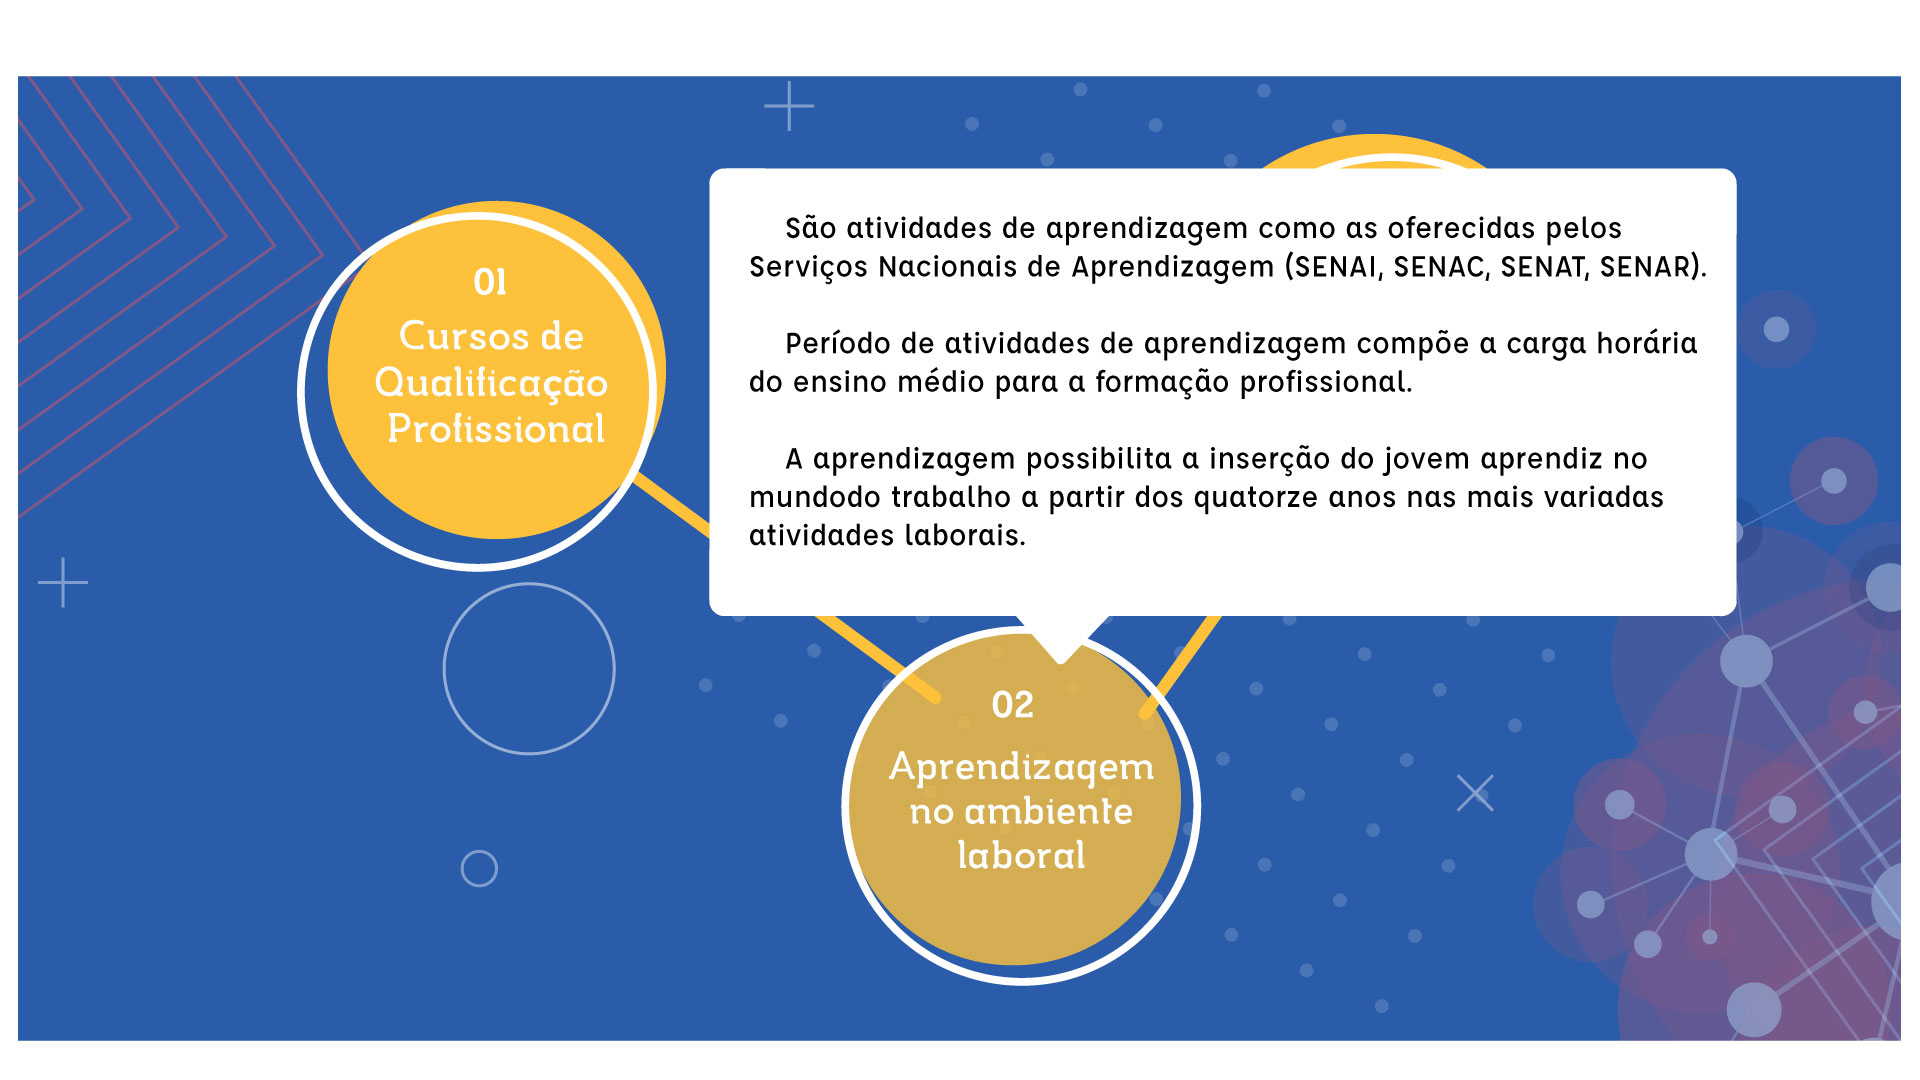 01
Cursos de
Qualificação
Profissional
São atividades de aprendizagem como as oferecidas pelos
Serviços Nacionais de Aprendizagem (SENAI, SENAC, SENAT, SENAR).
Período de atividades de aprendizagem compõe a carga horária
do ensino médio para a formação profissional.
A aprendizagem possibilita a inserção do jovem aprendiz no
mundodo trabalho a partir dos quatorze anos nas mais variadas
atividades laborais.
02
Aprendizagem
no ambiente
laboral